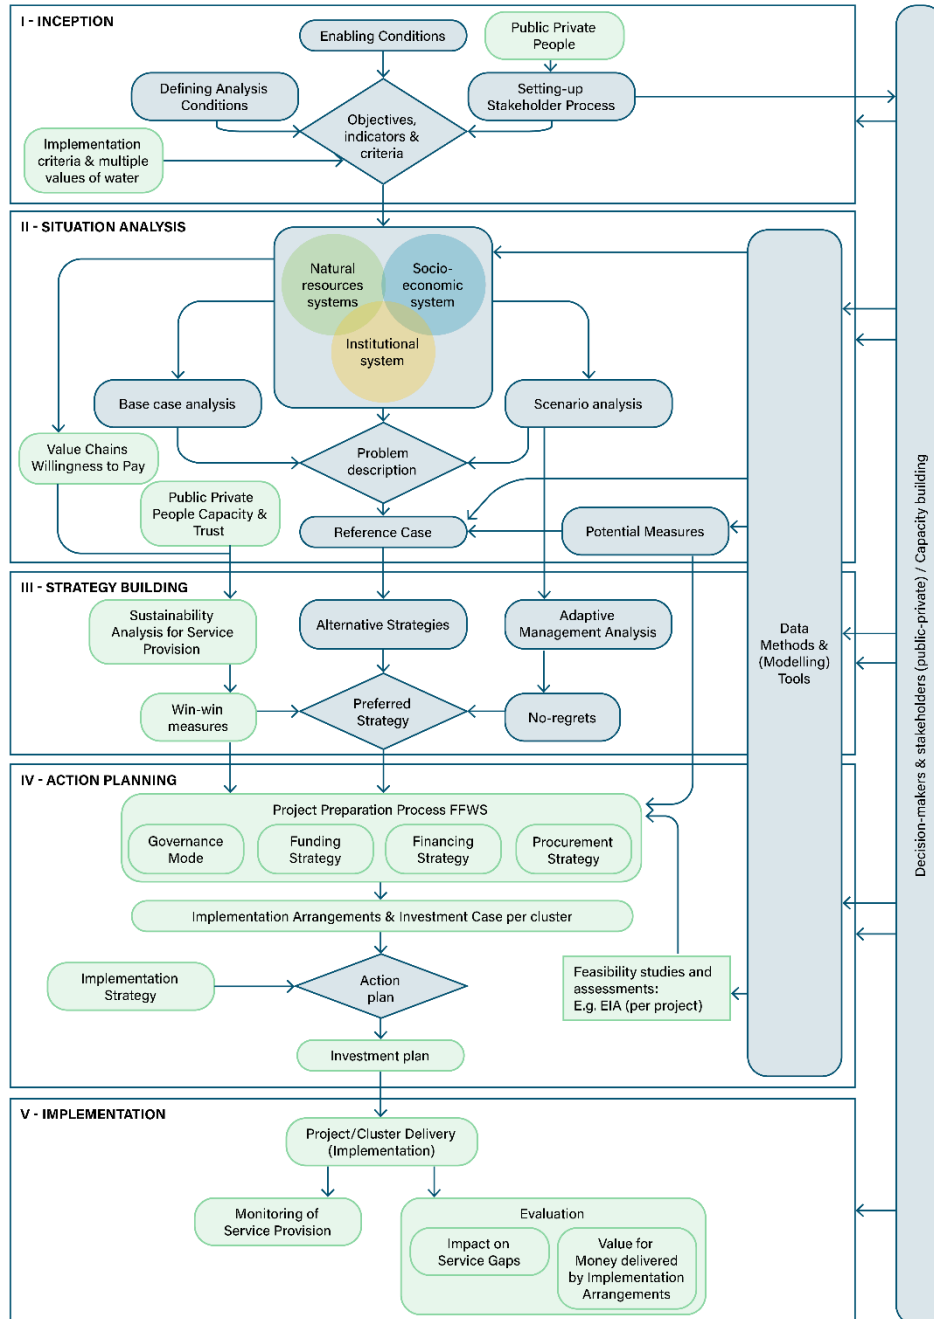 I - INCEPTION
Enabling Conditions
Public Private
People
Defining Analysis
Conditions
Setting-up
Stakeholder Process
Objectives,
indicators &
criteria
Implementation
criteria & multiple
values of water
II - SITUATION ANALYSIS
Natural
resources
systems
Socio-
economic
system
Institutional
system
Base case analysis
Scenario analysis
Value Chains
Willingness to Pay
Problem
description
Public Private
People Capacity &
Trust
Reference Case
Potential Measures
III - STRATEGY BUILDING
Sustainability
Analysis for Service
Provision
Alternative Strategies
Adaptive
Management Analysis
Data
Methods &
(Modelling)
Tools
Win-win
measures
Preferred
Strategy
No-regrets
IV - ACTION PLANNING
Project Preparation Process FFWS
Governance
Mode
Funding
Strategy
Financing
Strategy
Procurement
Strategy
Implementation Arrangements & Investment Case per cluster
Implementation
Strategy
Action
plan
Feasibility studies and
assessments:
E.g. EIA (per project)
Investment plan
V - IMPLEMENTATION
Project/Cluster Delivery
(Implementation)
Monitoring of
Service Provision
Evaluation
Impact on
Service Gaps
Value for
Money delivered
by Implementation
Arrangements
Decision-makers & stakeholders (public-private) / Capacity building